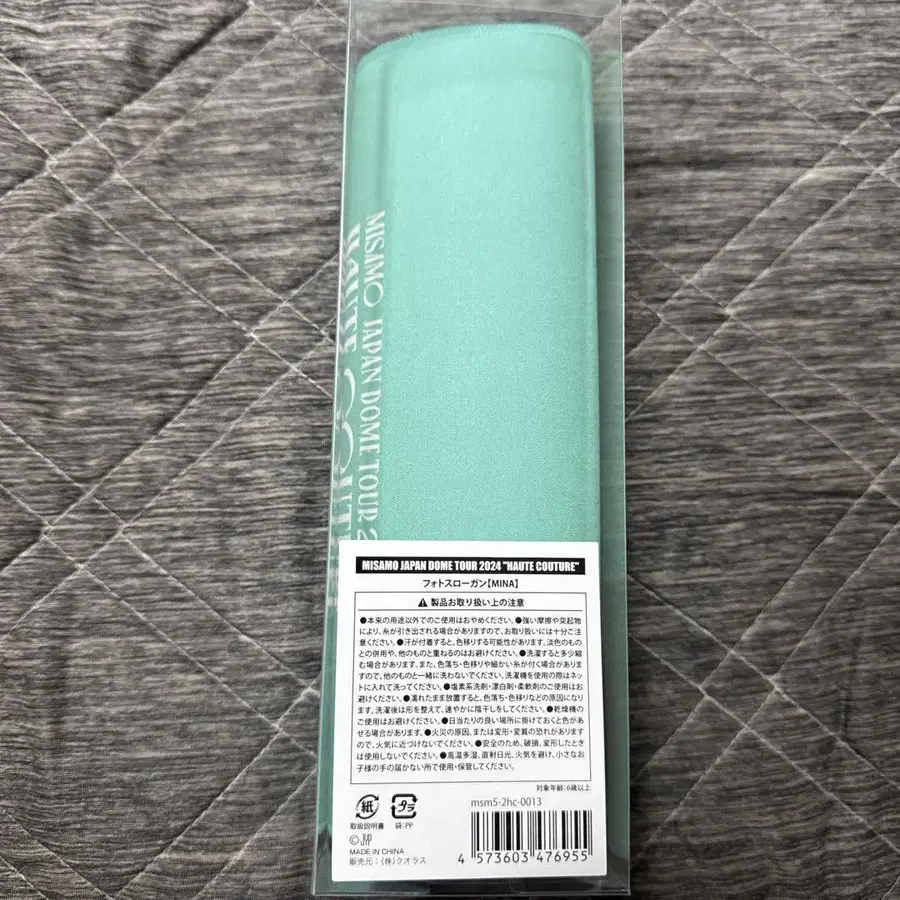 MISAMO JAPAN DOME TOUR 2
HAUTE
MISAMO JAPAN DOME TOUR 2024 "HAUTE COUTURE"
フォトスローガン【MINA】
⚠ 製品お取り扱い上の注意
●本来の用途以外でのご使用はおやめください。●強い摩擦や突起物
により、糸が引き出される場合がありますので、お取り扱いには十分ご注
意ください。●汗が付着すると、色移りする可能性があります。淡色のもの
との併用や、他のものと重ねるのはお避けください。●洗濯すると多少縮
む場合があります。また、色落ち・色移りや細かい糸が付く場合があります
ので、他のものと一緒に洗わないでください。洗濯機を使用の際はネッ
トに入れて洗ってください。●塩素系洗剤・漂白剤・柔軟剤のご使用はお
避けください。●濡れたまま放置すると、色落ち・色移りなどの原因になり
ます。洗濯後は形を整えて、速やかに陰干しをしてください。●乾燥機の
ご使用はお避けください。●日当たりの良い場所に掛けておくと色があ
せる場合があります。●火災の原因、または変形・変質の恐れがあります
ので、火気に近づけないでください。●安全のため、破損、変形したとき
は使用しないでください。●高温多湿、直射日光、火気を避け、小さなお
子様の手の届かない所で使用・保管してください。
対象年齢:6歳以上
紙
取扱説明書
プラ
袋:PP
msm5-2hc-0013
© JYP
MADE IN CHINA
販売元:(株)クオラス
4 573603 476955